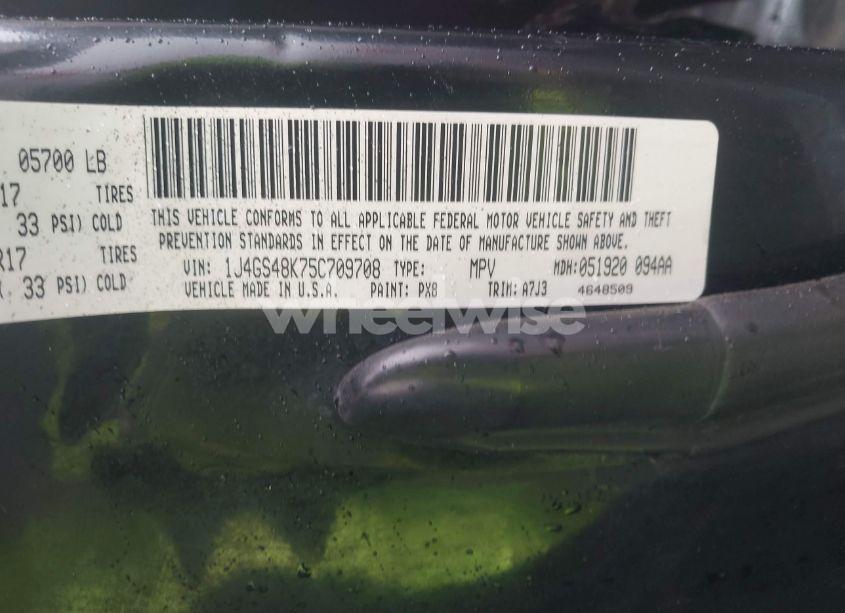 05700 LB
17 TIRES
33 PSI) COLD
R17 TIRES
33 PSI) COLD
THIS VEHICLE CONFORMS TO ALL APPLICABLE FEDERAL MOTOR VEHICLE SAFETY AND THEFT
PREVENTION STANDARDS IN EFFECT ON THE DATE OF MANUFACTURE SHOWN ABOVE.
VIN: 1J4GS48K75C709708 TYPE: MPV MDH:051920 094AA
VEHICLE MADE IN U.S.A. PAINT: PX8 TRIM: A7J3 4648509
wheelwise